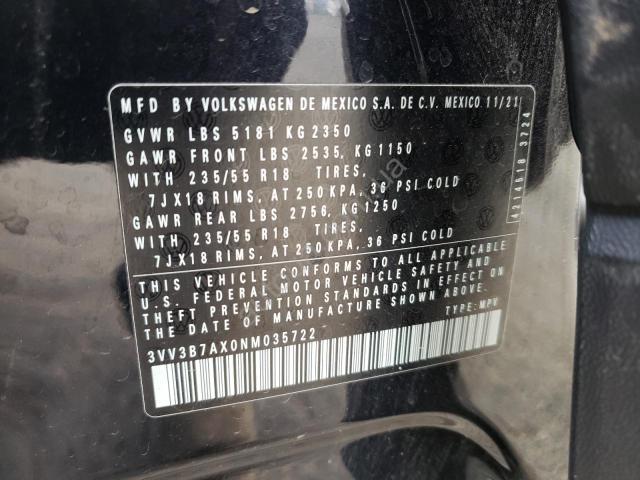 MFD BY VOLKSWAGEN DE MEXICO S.A. DE C.V. MEXICO 11/21
GVWR LBS 5181 KG 2350
GAWR FRONT LBS 2535, KG 1150
WITH 235/55 R18 TIRES,
7JX18 RIMS, AT 250 KPA, 36 PSI COLD
GAWR REAR LBS 2756, KG 1250
WITH 235/55 R18 TIRES,
7JX18 RIMS, AT 250 KPA, 36 PSI COLD
THIS VEHICLE CONFORMS TO ALL APPLICABLE
U.S. FEDERAL MOTOR VEHICLE SAFETY AND
THEFT PREVENTION STANDARDS IN EFFECT ON
THE DATE OF MANUFACTURE SHOWN ABOVE.
TYPE: MPV
3VV3B7AX0NM035722
4214618 3724